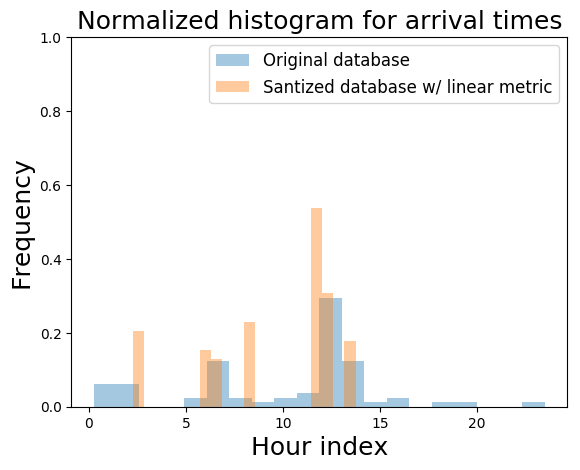 Normalized histogram for arrival times
Original database
Santized database w/ linear metric
Frequency
1.0
0.8
0.6
0.4
0.2
0.0
0 5 10 15 20
Hour index